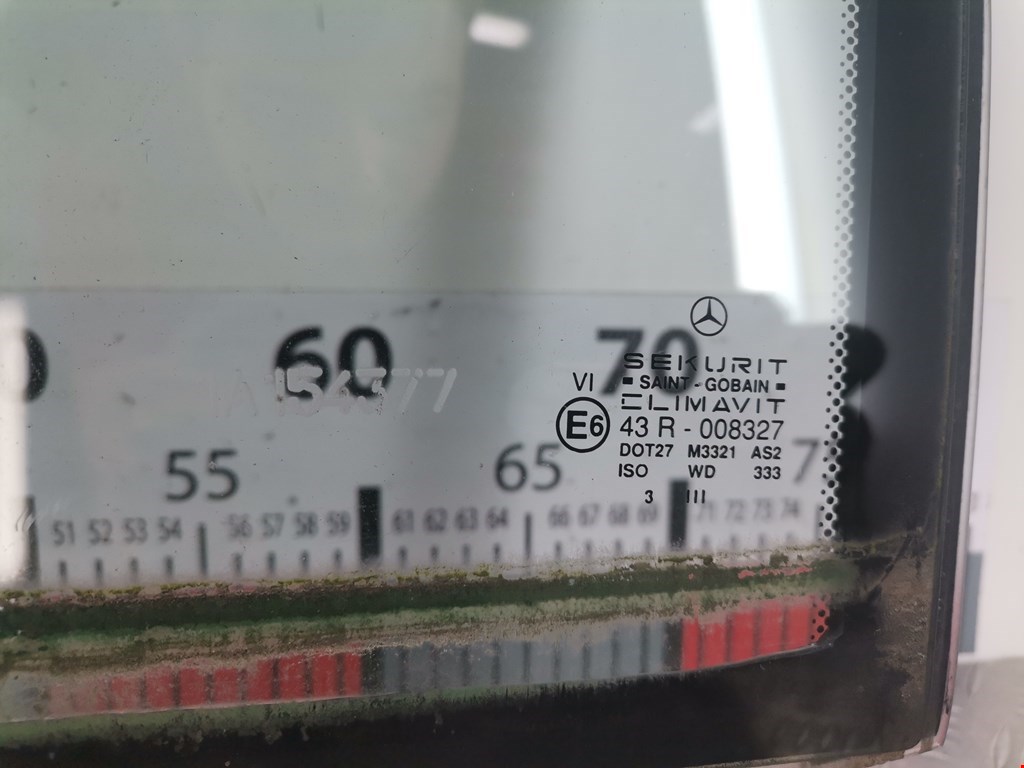 60 70
SEKURIT
VI ▪ SAINT - GOBAIN ▪
CLIMAVIT
E6 43 R - 008327
DOT27 M3321 AS2
ISO WD 333
3 III
55 65
51 52 53 54 56 57 58 59 61 62 63 64 66 67 68 69 71 72 73 74